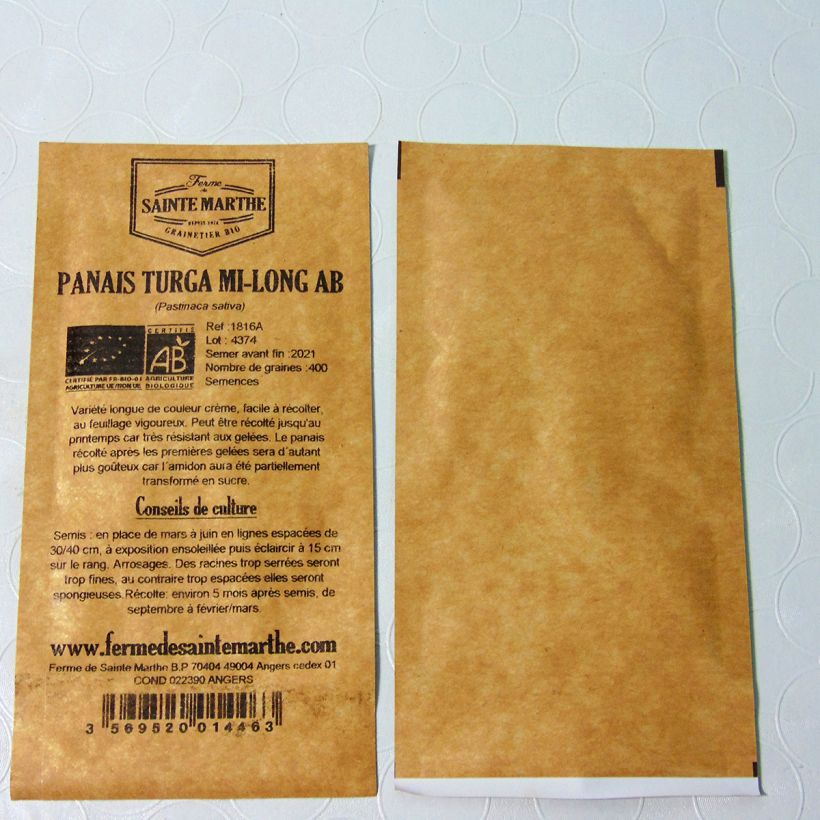 Ferme
de
SAINTE MARTHE
DEPUIS 1974
GRAINETIER BIO
PANAIS TURGA MI-LONG AB
(Pastinaca sativa)
CERTIFIÉ
AB
CERTIFIÉ PAR FR-BIO-01 AGRICULTURE
AGRICULTURE UE/NON UE BIOLOGIQUE
Ref :1816A
Lot : 4374
Semer avant fin :2021
Nombre de graines :400
Semences
Variété longue de couleur crème, facile à récolter,
au feuillage vigoureux. Peut être récolté jusqu'au
printemps car très résistant aux gelées. Le panais
récolté après les premières gelées sera d'autant
plus goûteux car l'amidon aura été partiellement
transformé en sucre.
Conseils de culture
Semis : en place de mars à juin en lignes espacées de
30/40 cm, à exposition ensoleillée puis éclaircir à 15 cm
sur le rang. Arrosages. Des racines trop serrées seront
trop fines, au contraire trop espacées elles seront
spongieuses.Récolte: environ 5 mois après semis, de
septembre à février/mars.
www.fermedesaintemarthe.com
Ferme de Sainte Marthe B.P 70404 49004 Angers cedex 01
COND 022390 ANGERS
3 569520 014463